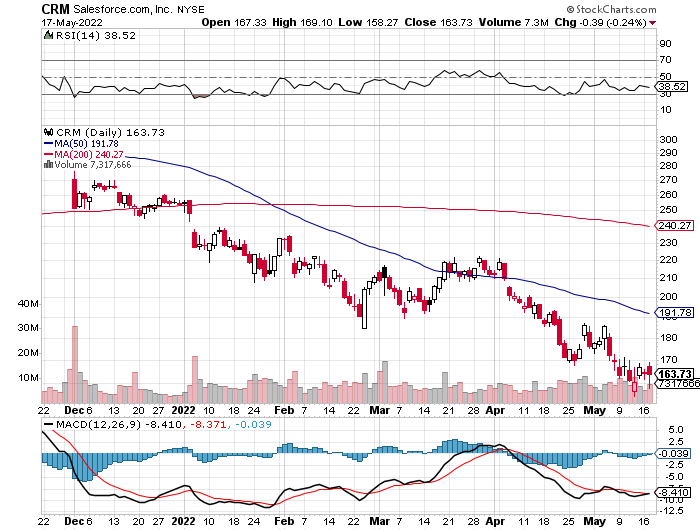 CRM Salesforce.com, Inc. NYSE © StockCharts.com
17-May-2022 Open 167.33 High 169.10 Low 158.27 Close 163.73 Volume 7.3M Chg -0.39 (-0.24%)
RSI(14) 38.52
90
70
50
38.52
30
10
CRM (Daily) 163.73
MA(50) 191.78
MA(200) 240.27
Volume 7,317,666
300
290
280
270
260
250
240.27
230
220
210
200
191.78
190
180
170
163.73
7317666
40M
30M
20M
10M
22 Dec 6 13 20 27 2022 10 18 24 Feb 7 14 22 Mar 7 14 21 Apr 11 18 25 May 9 16
MACD(12,26,9) -8.410, -8.371, -0.039
5.0
2.5
-0.039
-2.5
-5.0
-8.410
-10.0
-12.5
22 Dec 6 13 20 27 2022 10 18 24 Feb 7 14 22 Mar 7 14 21 Apr 11 18 25 May 9 16